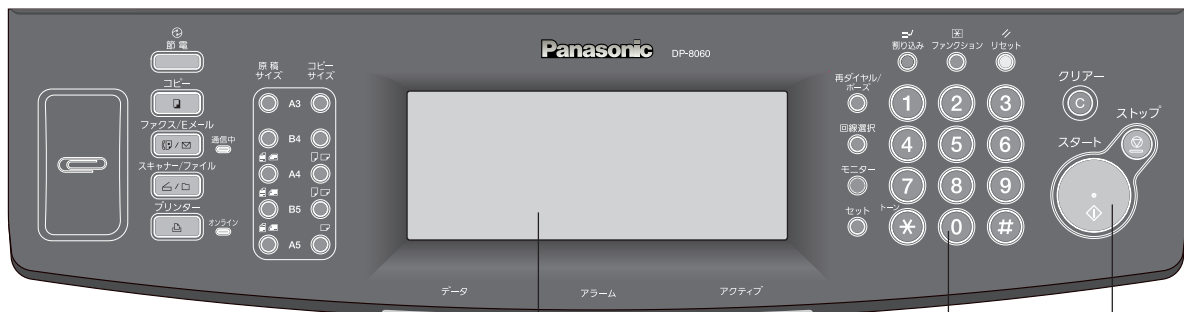 Panasonic DP-8060
節電
コピー
ファクス/Eメール
通信中
スキャナー/ファイル
プリンター
オンライン
原稿
サイズ
コピー
サイズ
A3
B4
A4
B5
A5
データ
アラーム
アクティブ
割り込み ファンクション リセット
再ダイヤル/
ポーズ
回線選択
モニター
セット
トーン
1 2 3
4 5 6
7 8 9
* 0 #
クリアー
C
ストップ
スタート